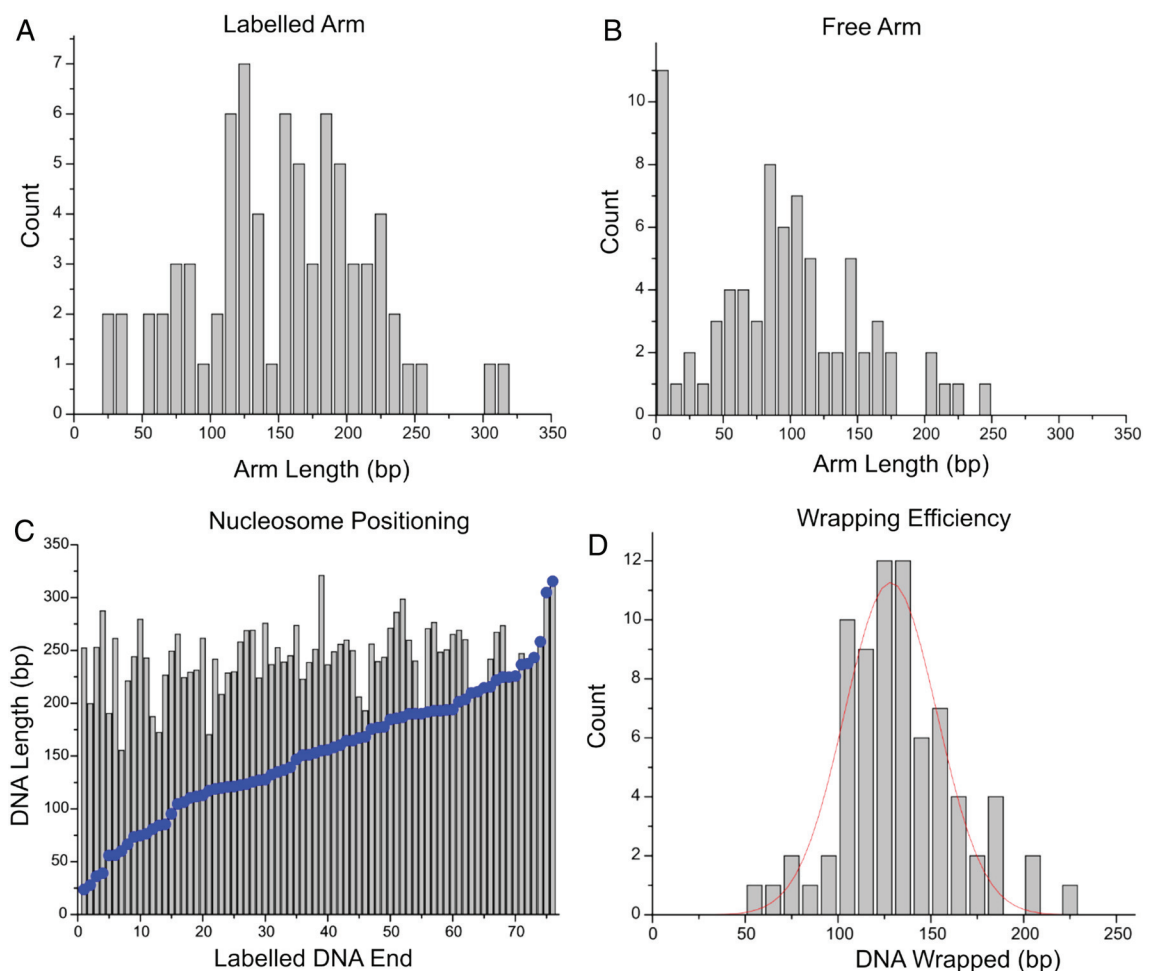 A
Labelled Arm
Count
7
6
5
4
3
2
1
0
0 50 100 150 200 250 300 350
Arm Length (bp)
B
Free Arm
Count
10
8
6
4
2
0
0 50 100 150 200 250 300 350
Arm Length (bp)
C
Nucleosome Positioning
DNA Length (bp)
350
300
250
200
150
100
50
0
0 10 20 30 40 50 60 70
Labelled DNA End
D
Wrapping Efficiency
Count
12
10
8
6
4
2
0
0 50 100 150 200 250
DNA Wrapped (bp)